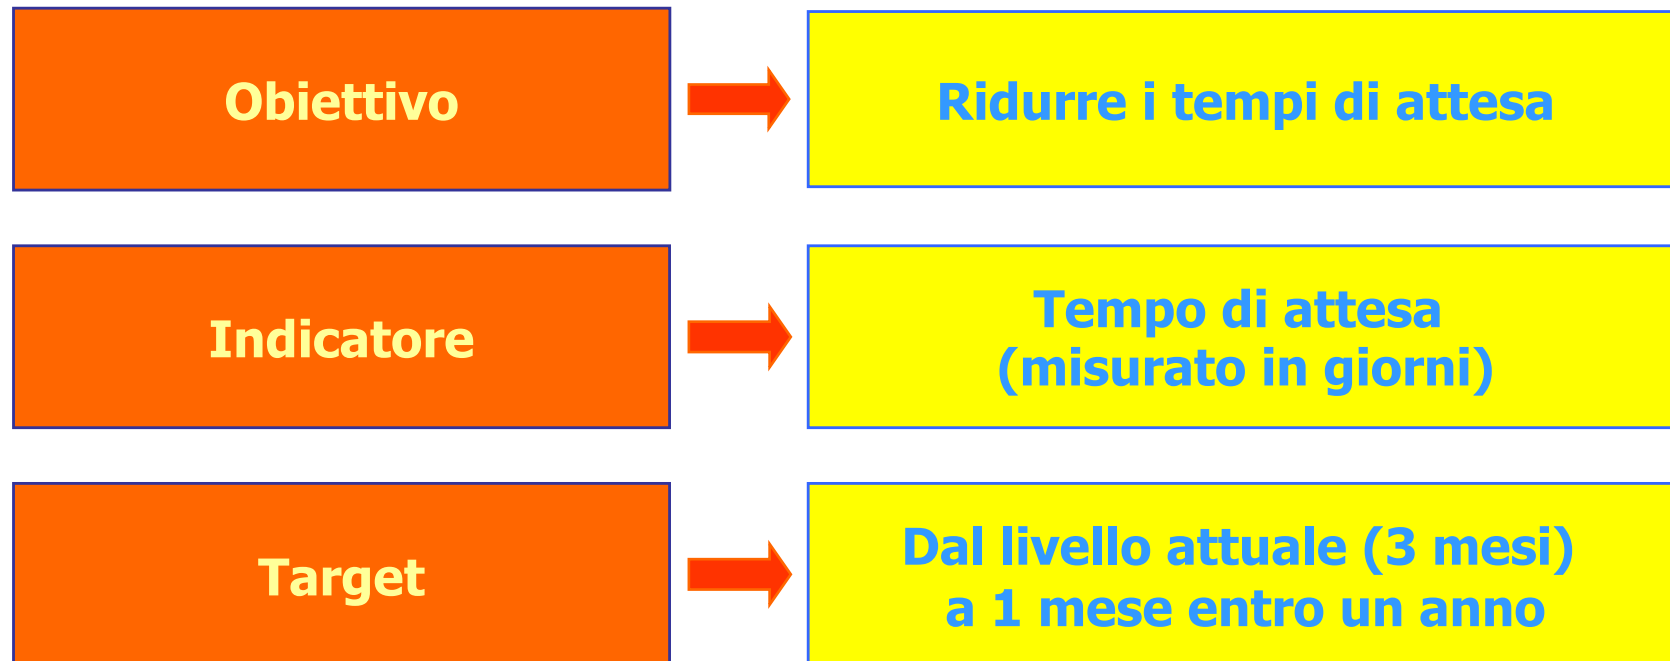 Obiettivo
Ridurre i tempi di attesa
Indicatore
Tempo di attesa
(misurato in giorni)
Target
Dal livello attuale (3 mesi)
a 1 mese entro un anno